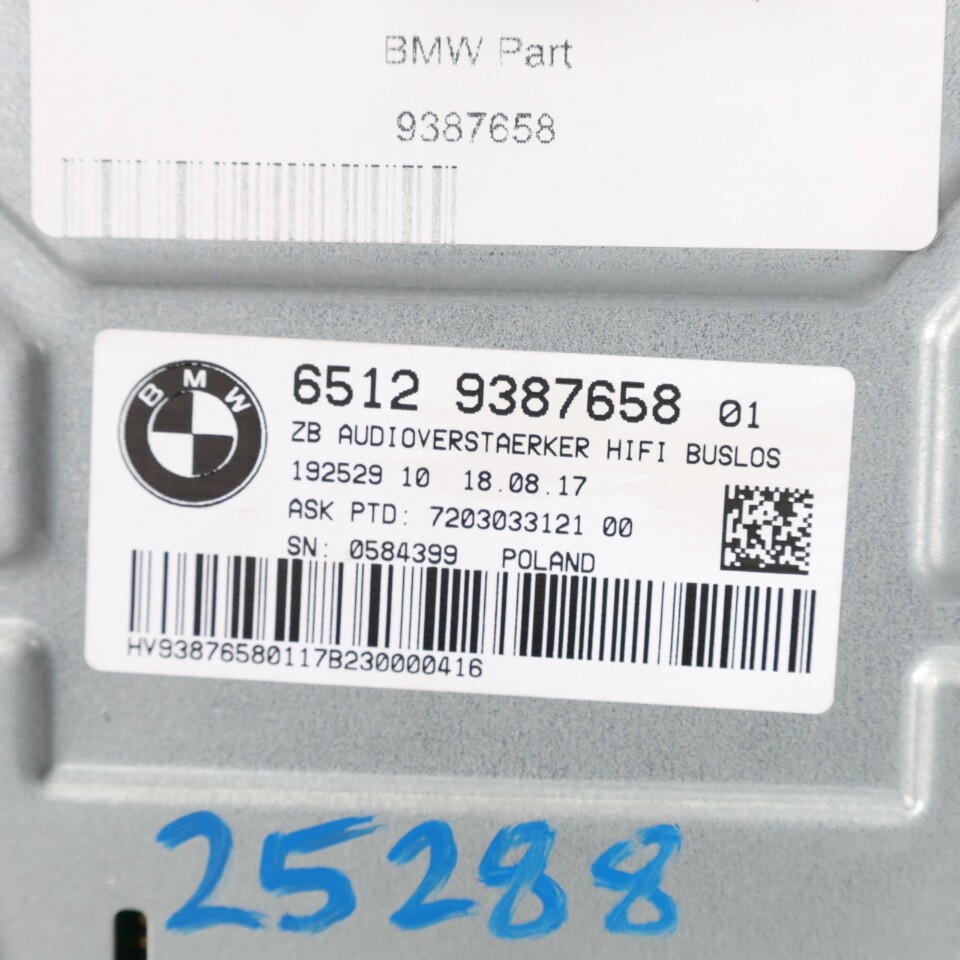 BMW Part
9387658
BMW
6512 9387658 01
ZB AUDIOVERSTAERKER HIFI BUSLOS
192529 10 18.08.17
ASK PTD: 7203033121 00
SN: 0584399 POLAND
HV93876580117B230000416
25288